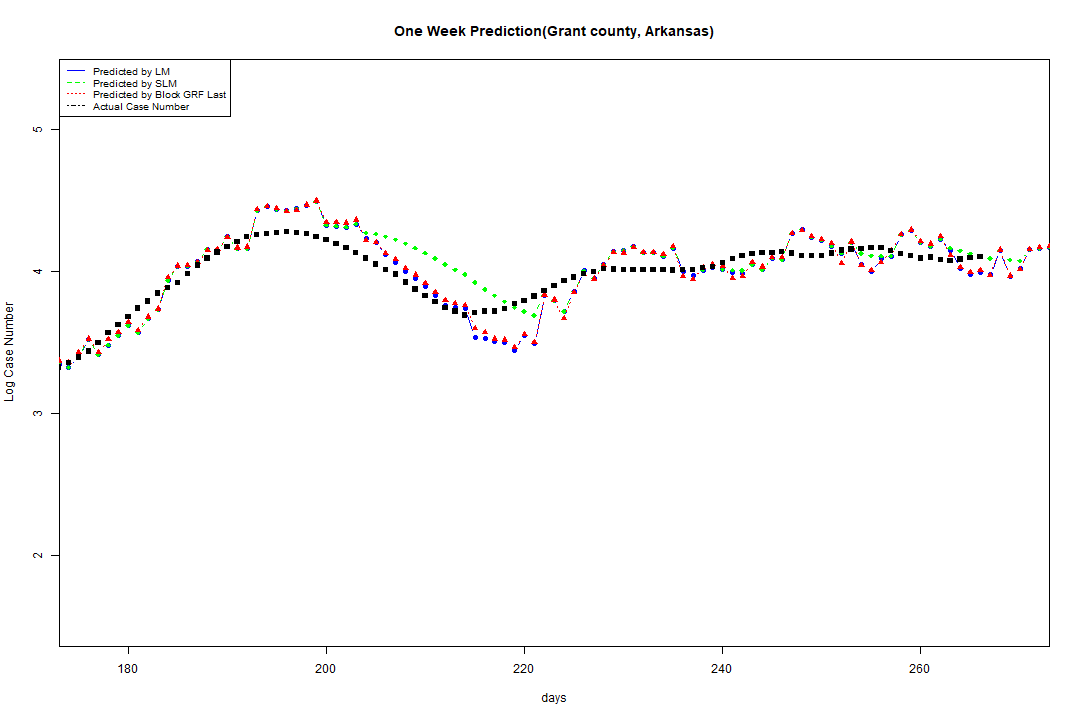 One Week Prediction(Grant county, Arkansas)
Predicted by LM
Predicted by SLM
Predicted by Block GRF Last
Actual Case Number
5
4
3
2
Log Case Number
180 200 220 240 260
days